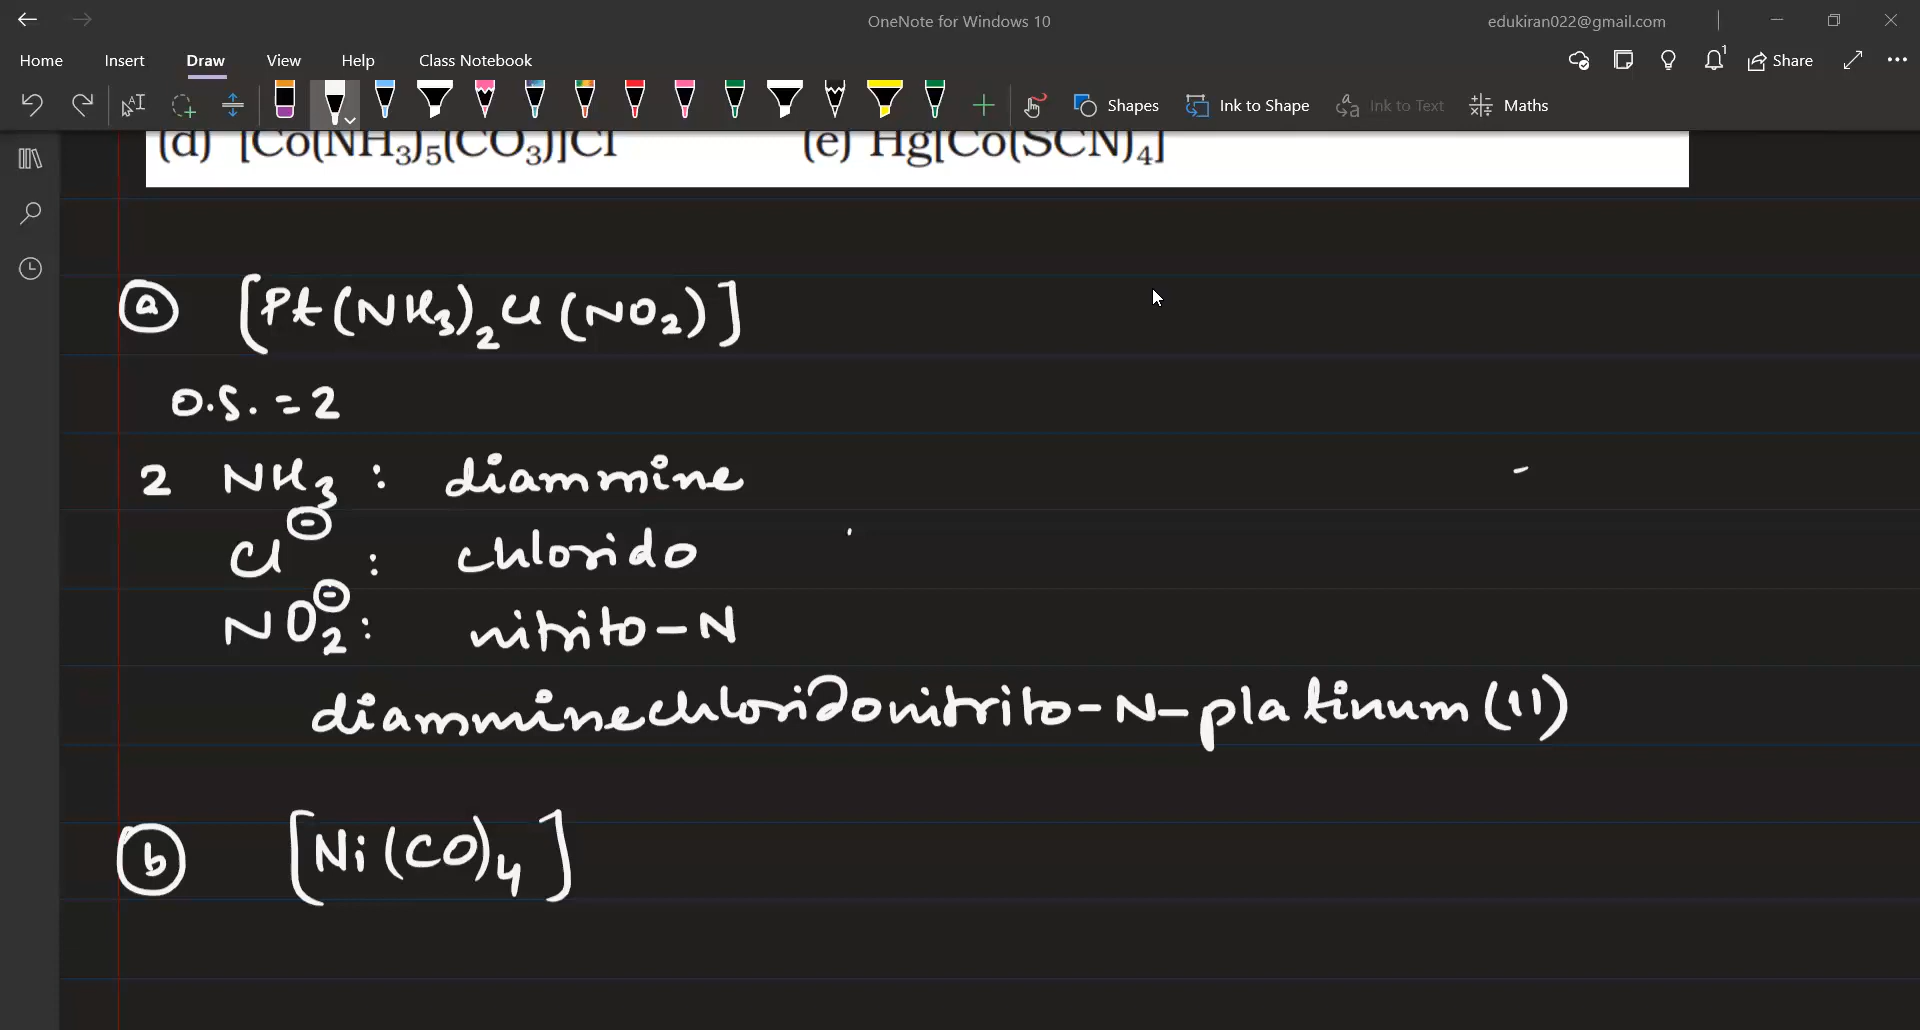 OneNote for Windows 10
edukiran022@gmail.com
Home Insert Draw View Help Class Notebook
1 Share
Shapes Ink to Shape Ink to Text Maths
(d) [Co(NH₃)₅(CO₃)]Cl (e) Hg[Co(SCN)₄]
a [Pt(NH₃)₂Cl(NO₂)]
O.S. = 2
2 NH₃ : diammine
Cl⊖ : chlorido
NO₂⊖ : nitrito-N
diamminechloridonitrito-N-platinum(II)
b [Ni(CO)₄]